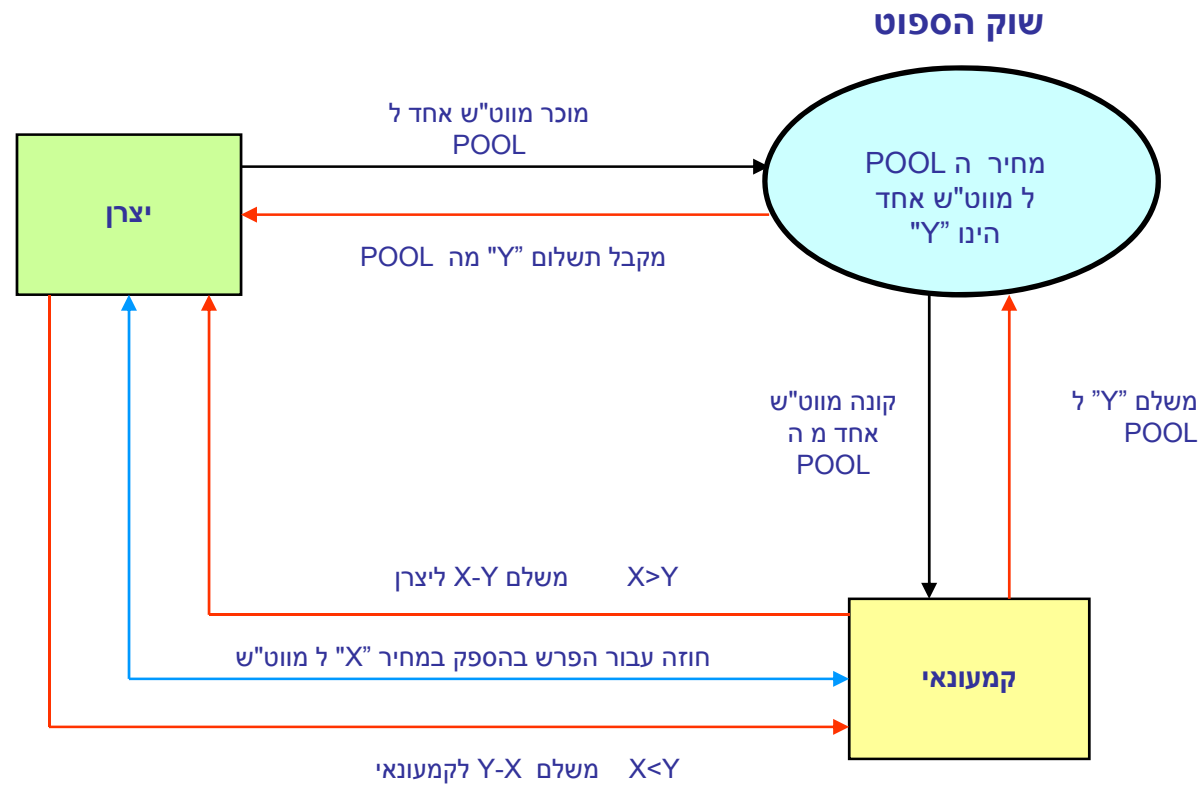 שוק הספוט
מוכר מווט"ש אחד ל
POOL
יצרן
מחיר ה POOL
ל מווט"ש אחד
הינו ”Y"
מקבל תשלום ”Y" מה POOL
קונה מווט"ש
אחד מ ה
POOL
משלם ”Y” ל
POOL
X>Y משלם X-Y ליצרן
חוזה עבור הפרש בהספק במחיר ”X" ל מווט"ש
קמעונאי
X<Y משלם Y-X לקמעונאי